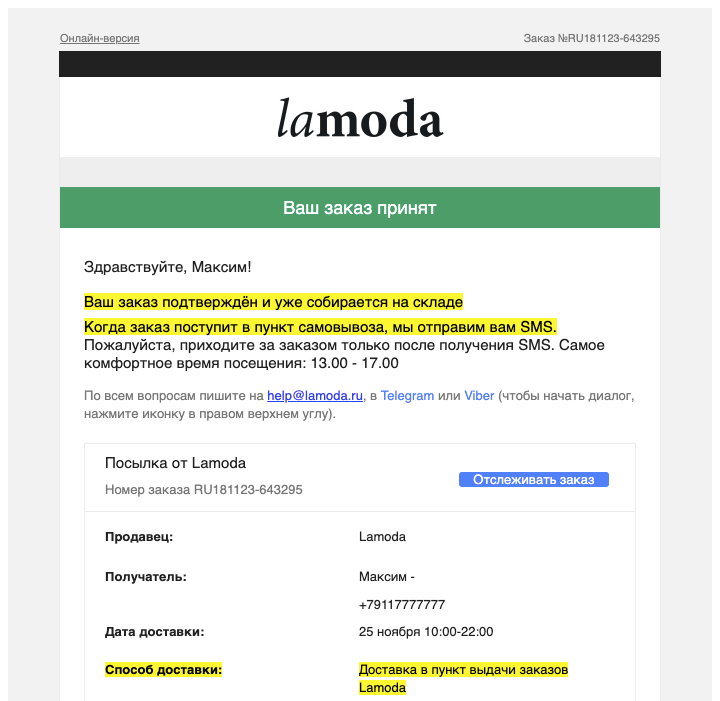 Онлайн-версия
Заказ №RU181123-643295
lamoda
Ваш заказ принят
Здравствуйте, Максим!
Ваш заказ подтверждён и уже собирается на складе
Когда заказ поступит в пункт самовывоза, мы отправим вам SMS.
Пожалуйста, приходите за заказом только после получения SMS. Самое
комфортное время посещения: 13.00 - 17.00
По всем вопросам пишите на help@lamoda.ru, в Telegram или Viber (чтобы начать диалог,
нажмите иконку в правом верхнем углу).
Посылка от Lamoda
Номер заказа RU181123-643295
Отслеживать заказ
Продавец: Lamoda
Получатель: Максим -
+79117777777
Дата доставки: 25 ноября 10:00-22:00
Способ доставки: Доставка в пункт выдачи заказов
Lamoda